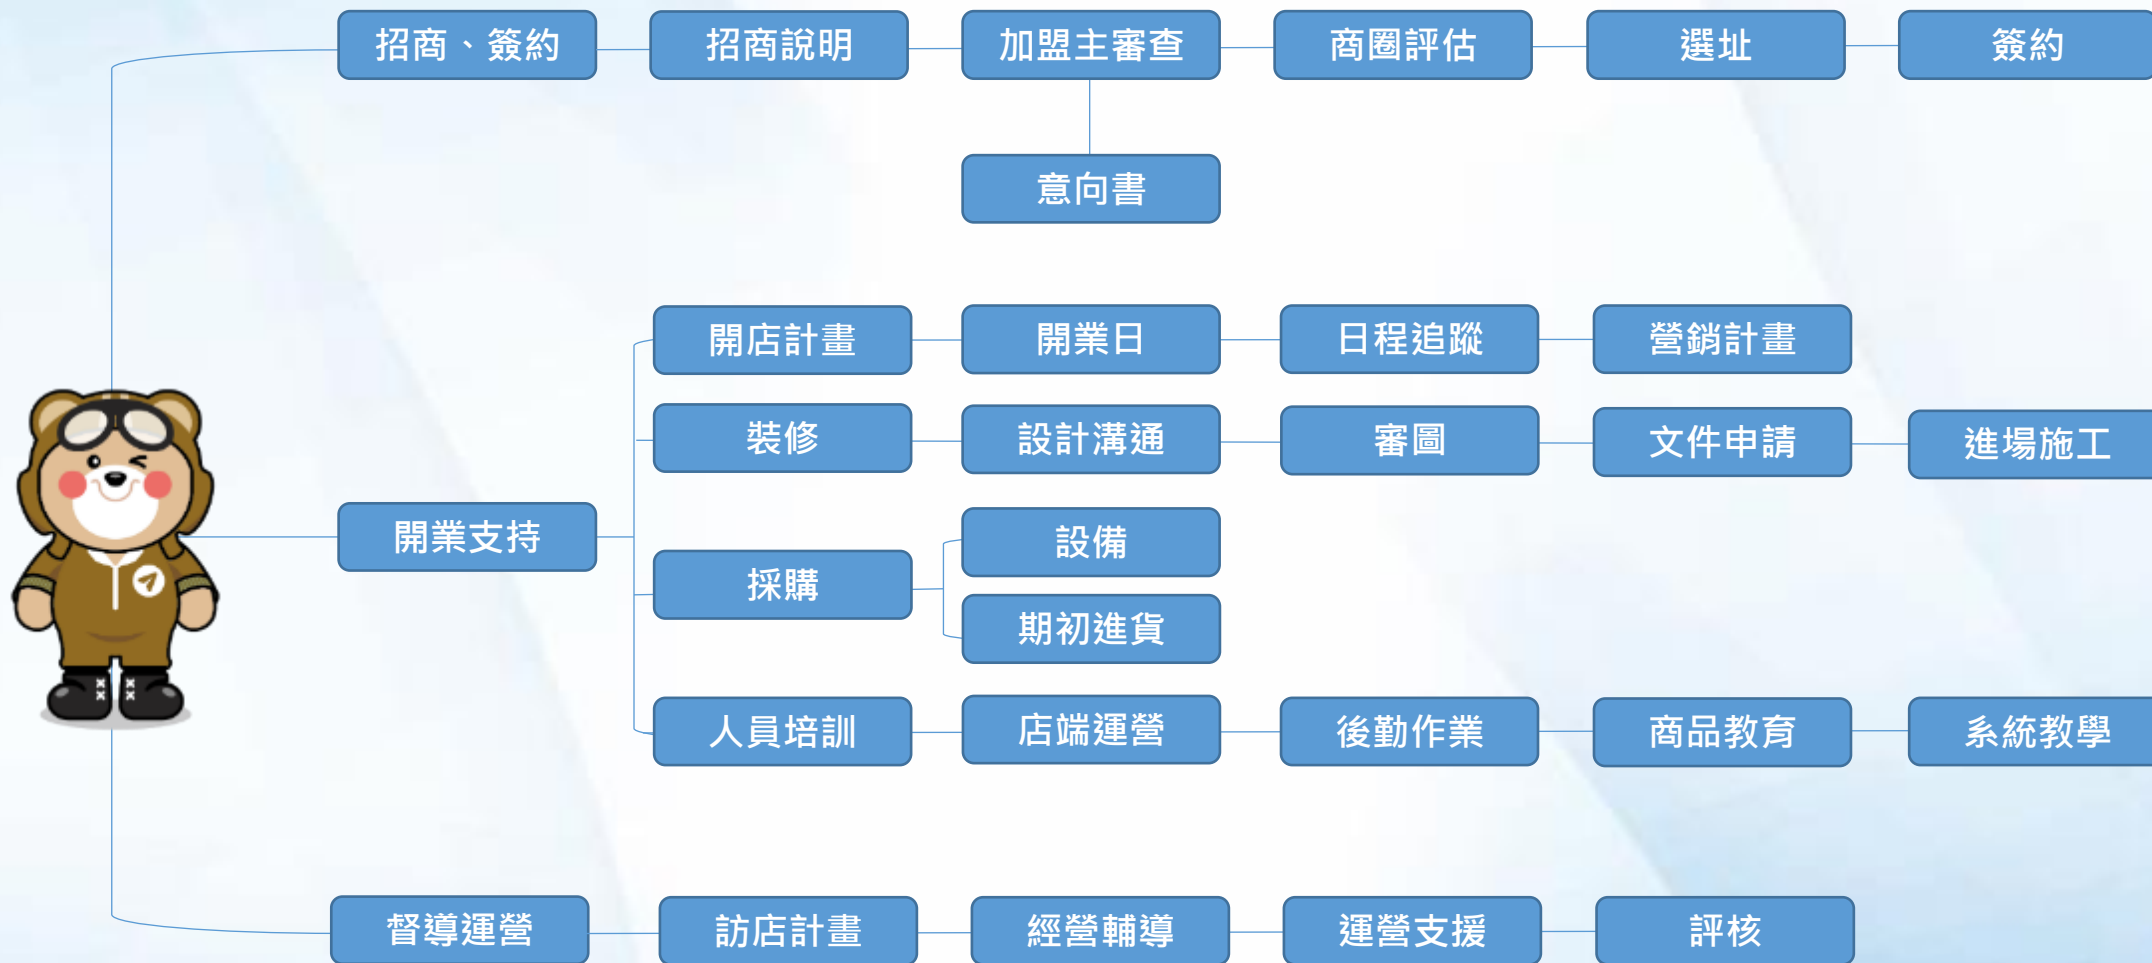 招商、簽約
招商說明
加盟主審查
商圈評估
選址
簽約
意向書
開店計畫
開業日
日程追蹤
營銷計畫
裝修
設計溝通
審圖
文件申請
進場施工
開業支持
採購
設備
期初進貨
人員培訓
店端運營
後勤作業
商品教育
系統教學
督導運營
訪店計畫
經營輔導
運營支援
評核